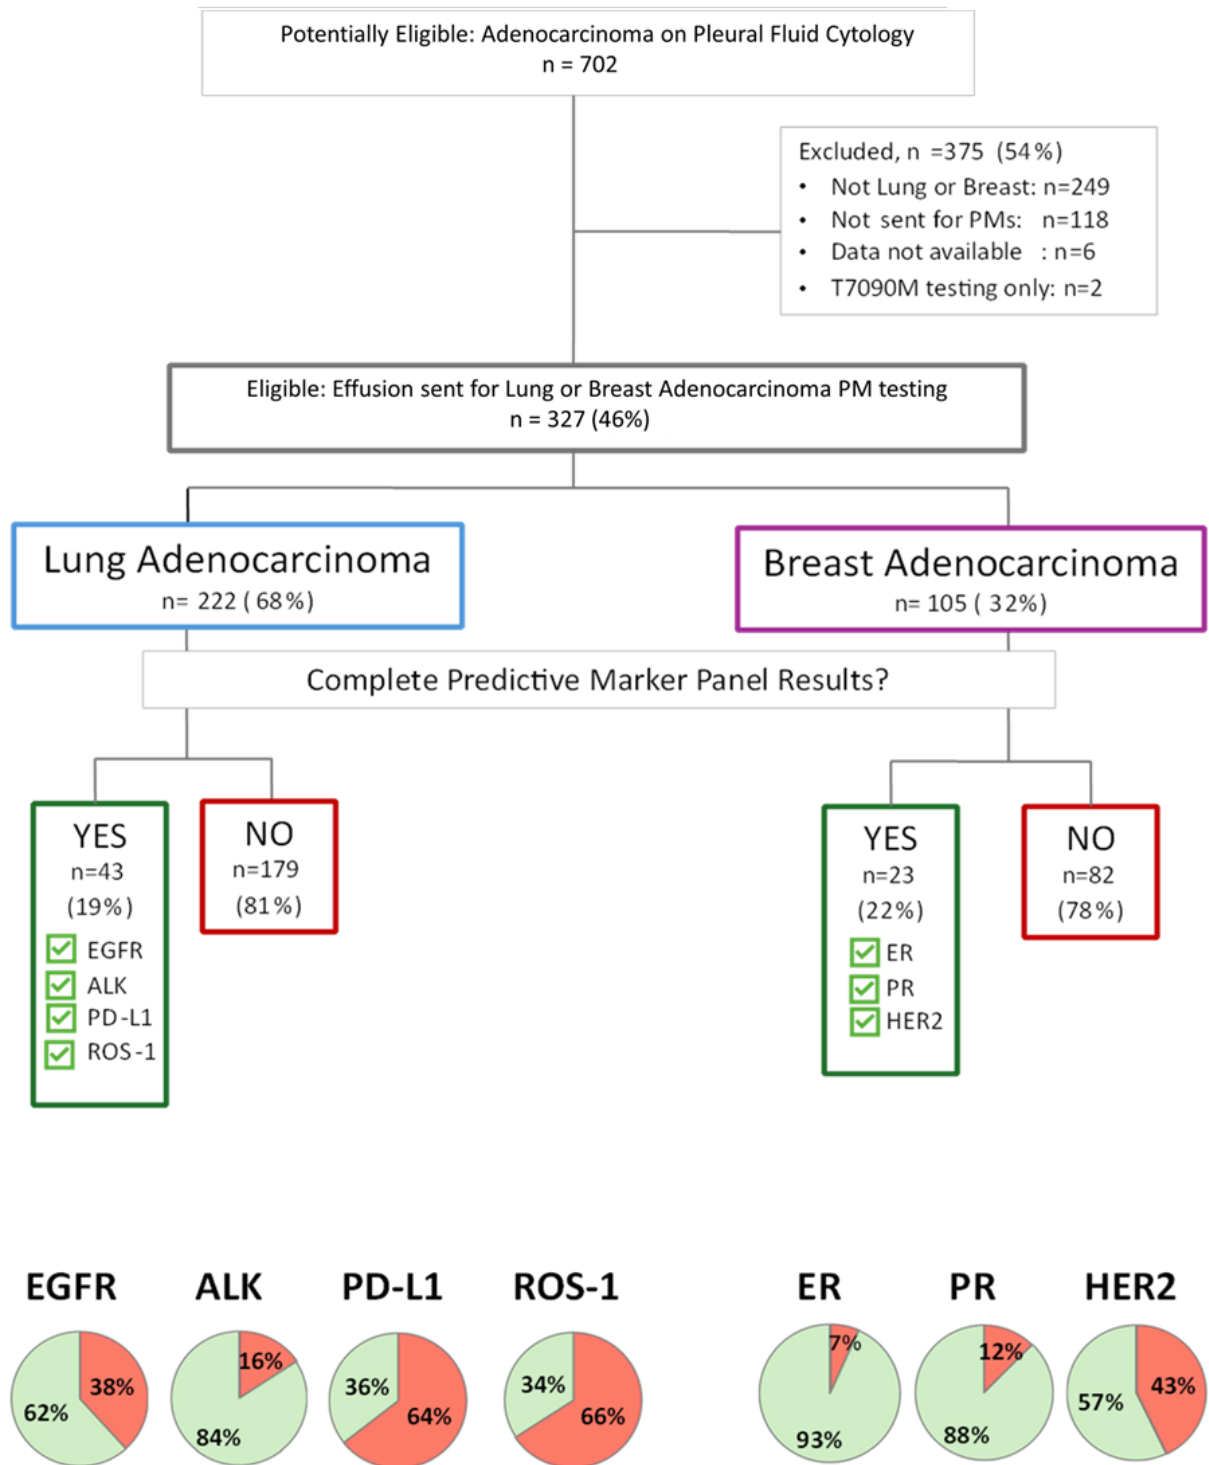 Potentially Eligible: Adenocarcinoma on Pleural Fluid Cytology
n = 702
Excluded, n =375 (54%)
• Not Lung or Breast: n=249
• Not sent for PMs: n=118
• Data not available : n=6
• T7090M testing only: n=2
Eligible: Effusion sent for Lung or Breast Adenocarcinoma PM testing
n = 327 (46%)
Lung Adenocarcinoma
n= 222 ( 68%)
Breast Adenocarcinoma
n= 105 ( 32%)
Complete Predictive Marker Panel Results?
YES
n=43
(19%)
EGFR
ALK
PD-L1
ROS-1
NO
n=179
(81%)
YES
n=23
(22%)
ER
PR
HER2
NO
n=82
(78%)
EGFR
38%
62%
ALK
16%
84%
PD-L1
36%
64%
ROS-1
34%
66%
ER
7%
93%
PR
12%
88%
HER2
43%
57%